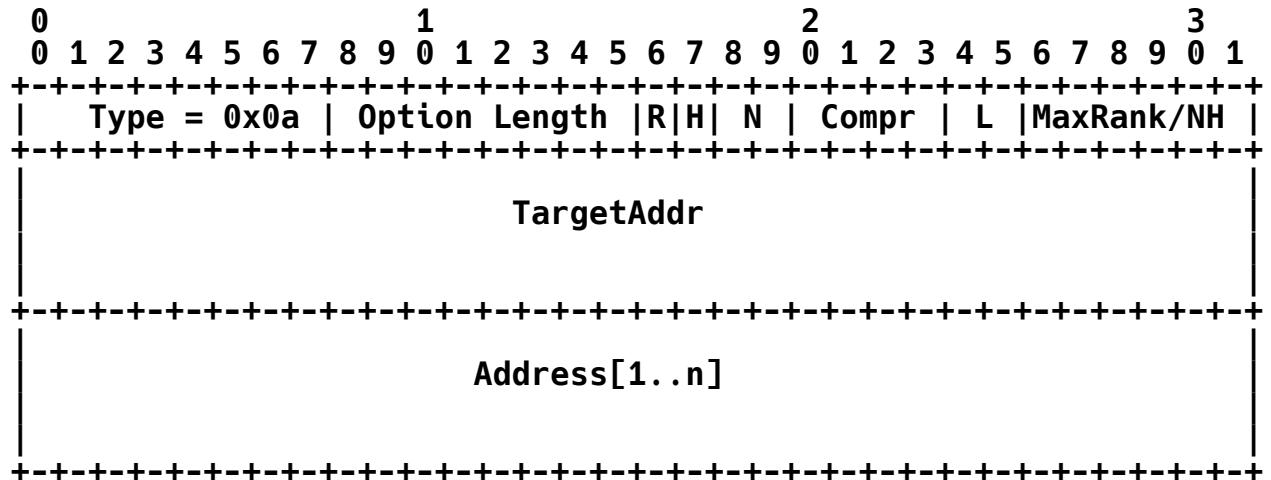 0                   1                   2                   3
0 1 2 3 4 5 6 7 8 9 0 1 2 3 4 5 6 7 8 9 0 1 2 3 4 5 6 7 8 9 0 1
+-+-+-+-+-+-+-+-+-+-+-+-+-+-+-+-+-+-+-+-+-+-+-+-+-+-+-+-+-+-+-+-+
|   Type = 0x0a | Option Length |R|H| N | Compr | L |MaxRank/NH |
+-+-+-+-+-+-+-+-+-+-+-+-+-+-+-+-+-+-+-+-+-+-+-+-+-+-+-+-+-+-+-+-+
|                                                               |
|                         TargetAddr                            |
|                                                               |
|                                                               |
+-+-+-+-+-+-+-+-+-+-+-+-+-+-+-+-+-+-+-+-+-+-+-+-+-+-+-+-+-+-+-+-+
|                                                               |
|                       Address[1..n]                           |
|                                                               |
|                                                               |
+-+-+-+-+-+-+-+-+-+-+-+-+-+-+-+-+-+-+-+-+-+-+-+-+-+-+-+-+-+-+-+-+